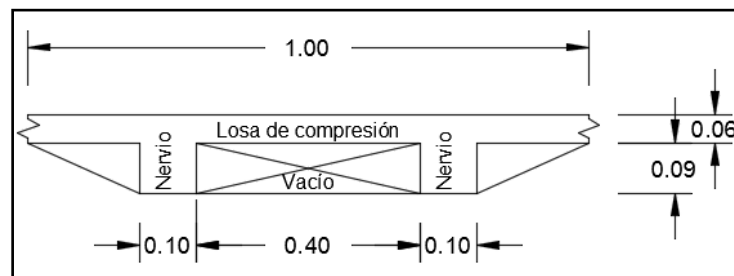 1.00
Losa de compresión
Nervio
Nervio
Vacío
0.06
0.09
0.10
0.40
0.10